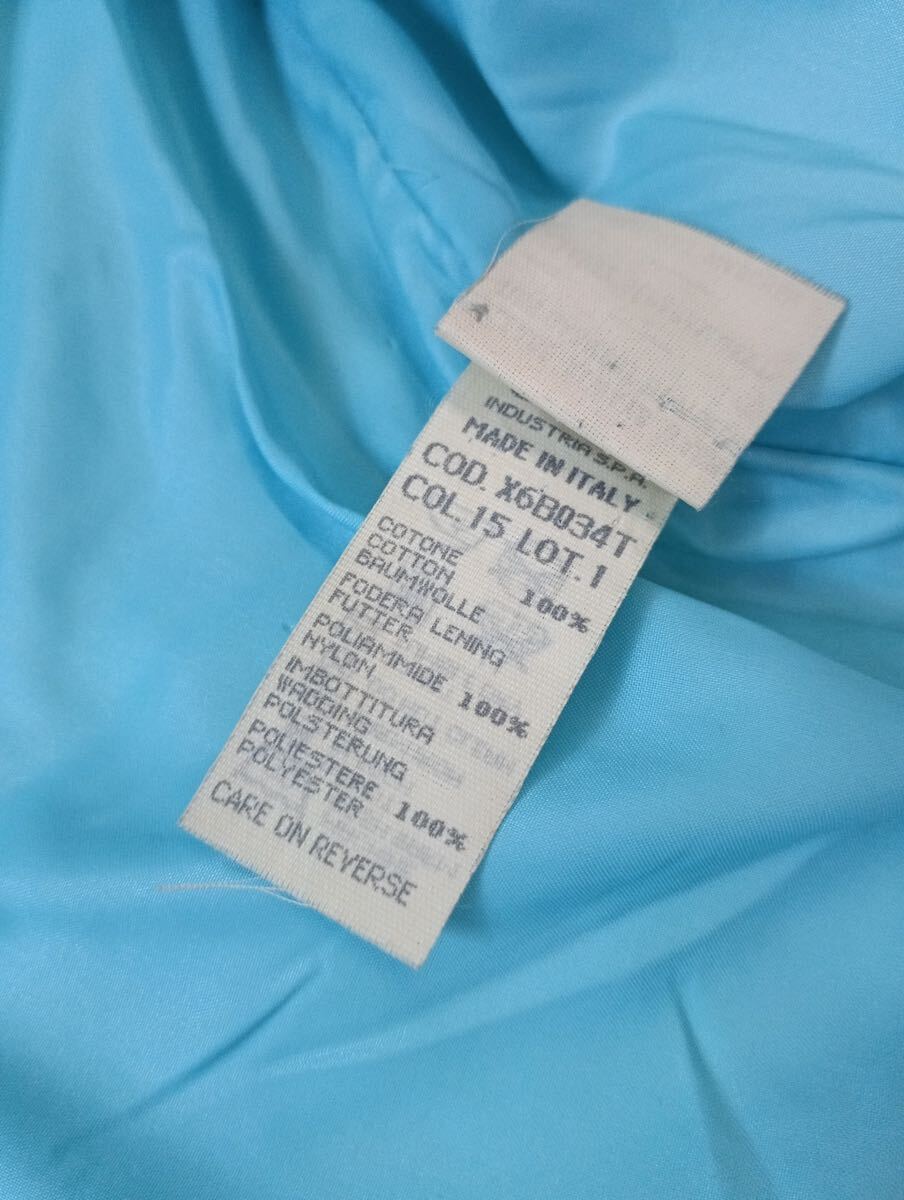 INDUSTRIA S.P.A.
MADE IN ITALY
COD. X6B034T
COL. 15 LOT. 1
COTONE
COTTON 100%
BAUMWOLLE
FODERA LENING
FUTTER
POLIAMMIDE 100%
NYLON
IMBOTTITURA
WADDING
POLSTERUNG
POLIESTERE 100%
POLYESTER
CARE ON REVERSE